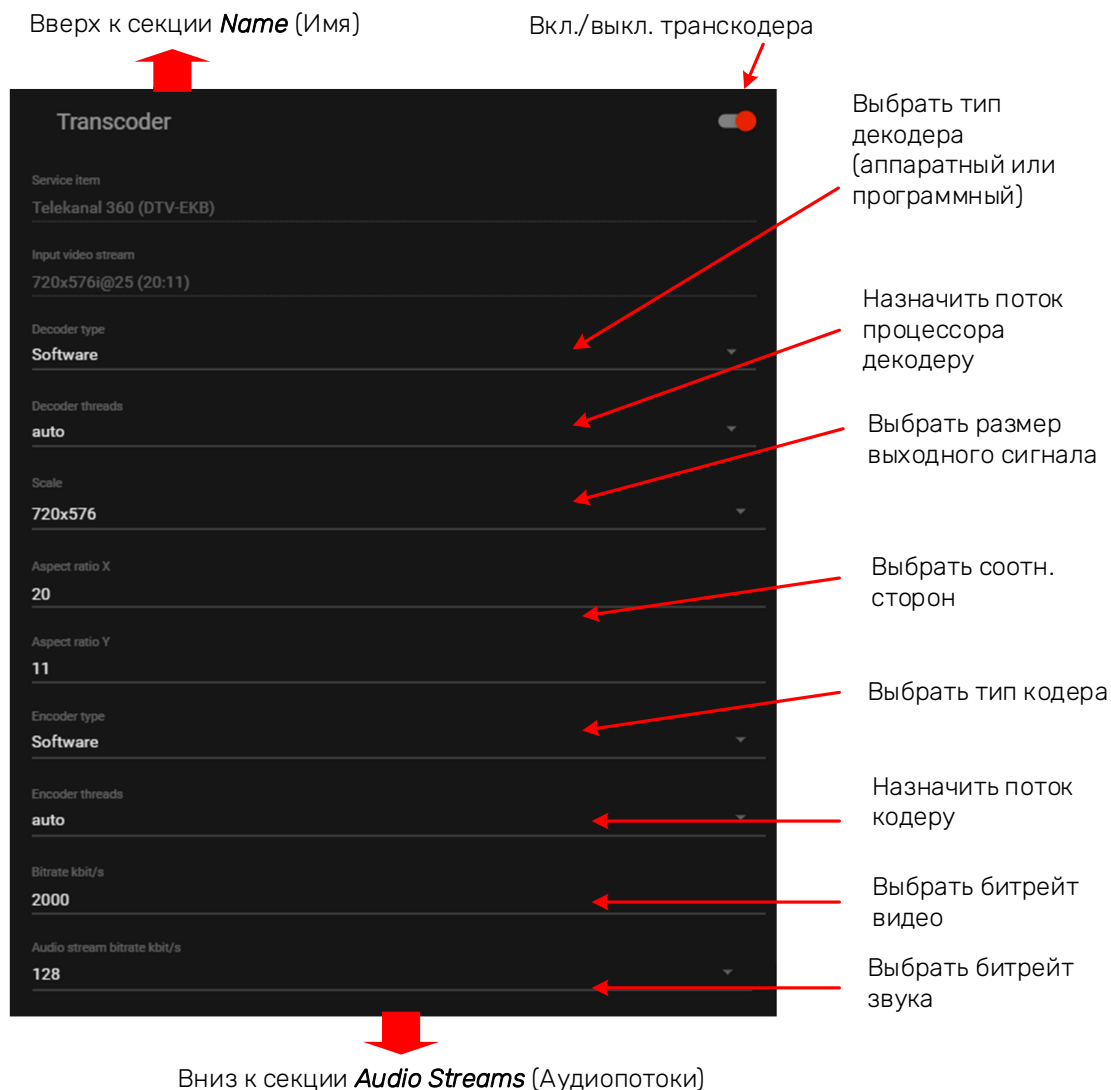 Вверх к секции Name (Имя)
Вкл./выкл. транскодера
Transcoder
Выбрать тип
декодера
(аппаратный или
программный)
Service item
Telekanal 360 (DTV-EKB)
Input video stream
720x576i@25 (20:11)
Decoder type
Software
Назначить поток
процессора
декодеру
Decoder threads
auto
Выбрать размер
выходного сигнала
Scale
720x576
Aspect ratio X
20
Выбрать соотн.
сторон
Aspect ratio Y
11
Выбрать тип кодера
Encoder type
Software
Назначить поток
кодеру
Encoder threads
auto
Bitrate kbit/s
2000
Выбрать битрейт
видео
Audio stream bitrate kbit/s
128
Выбрать битрейт
звука
Вниз к секции Audio Streams (Аудиопотоки)